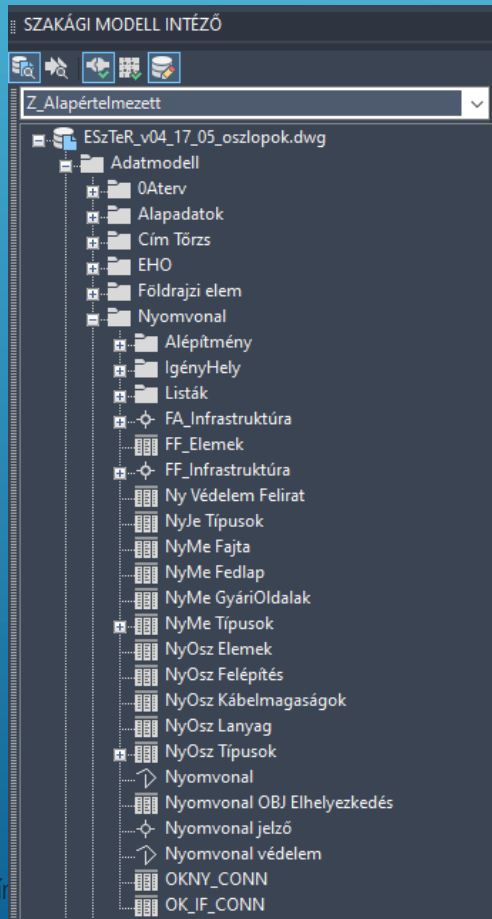 SZAKÁGI MODELL INTÉZŐ
Z_Alapértelmezett
ESzTeR_v04_17_05_oszlopok.dwg
Adatmodell
0Aterv
Alapadatok
Cím Tőrzs
EHO
Földrajzi elem
Nyomvonal
Alépítmény
IgényHely
Listák
FA_Infrastruktúra
FF_Elemek
FF_Infrastruktúra
Ny Védelem Felirat
NyJe Típusok
NyMe Fajta
NyMe Fedlap
NyMe GyáriOldalak
NyMe Típusok
NyOsz Elemek
NyOsz Felépítés
NyOsz Kábelmagaságok
NyOsz Lanyag
NyOsz Típusok
Nyomvonal
Nyomvonal OBJ Elhelyezkedés
Nyomvonal jelző
Nyomvonal védelem
OKNY_CONN
OK_IF_CONN